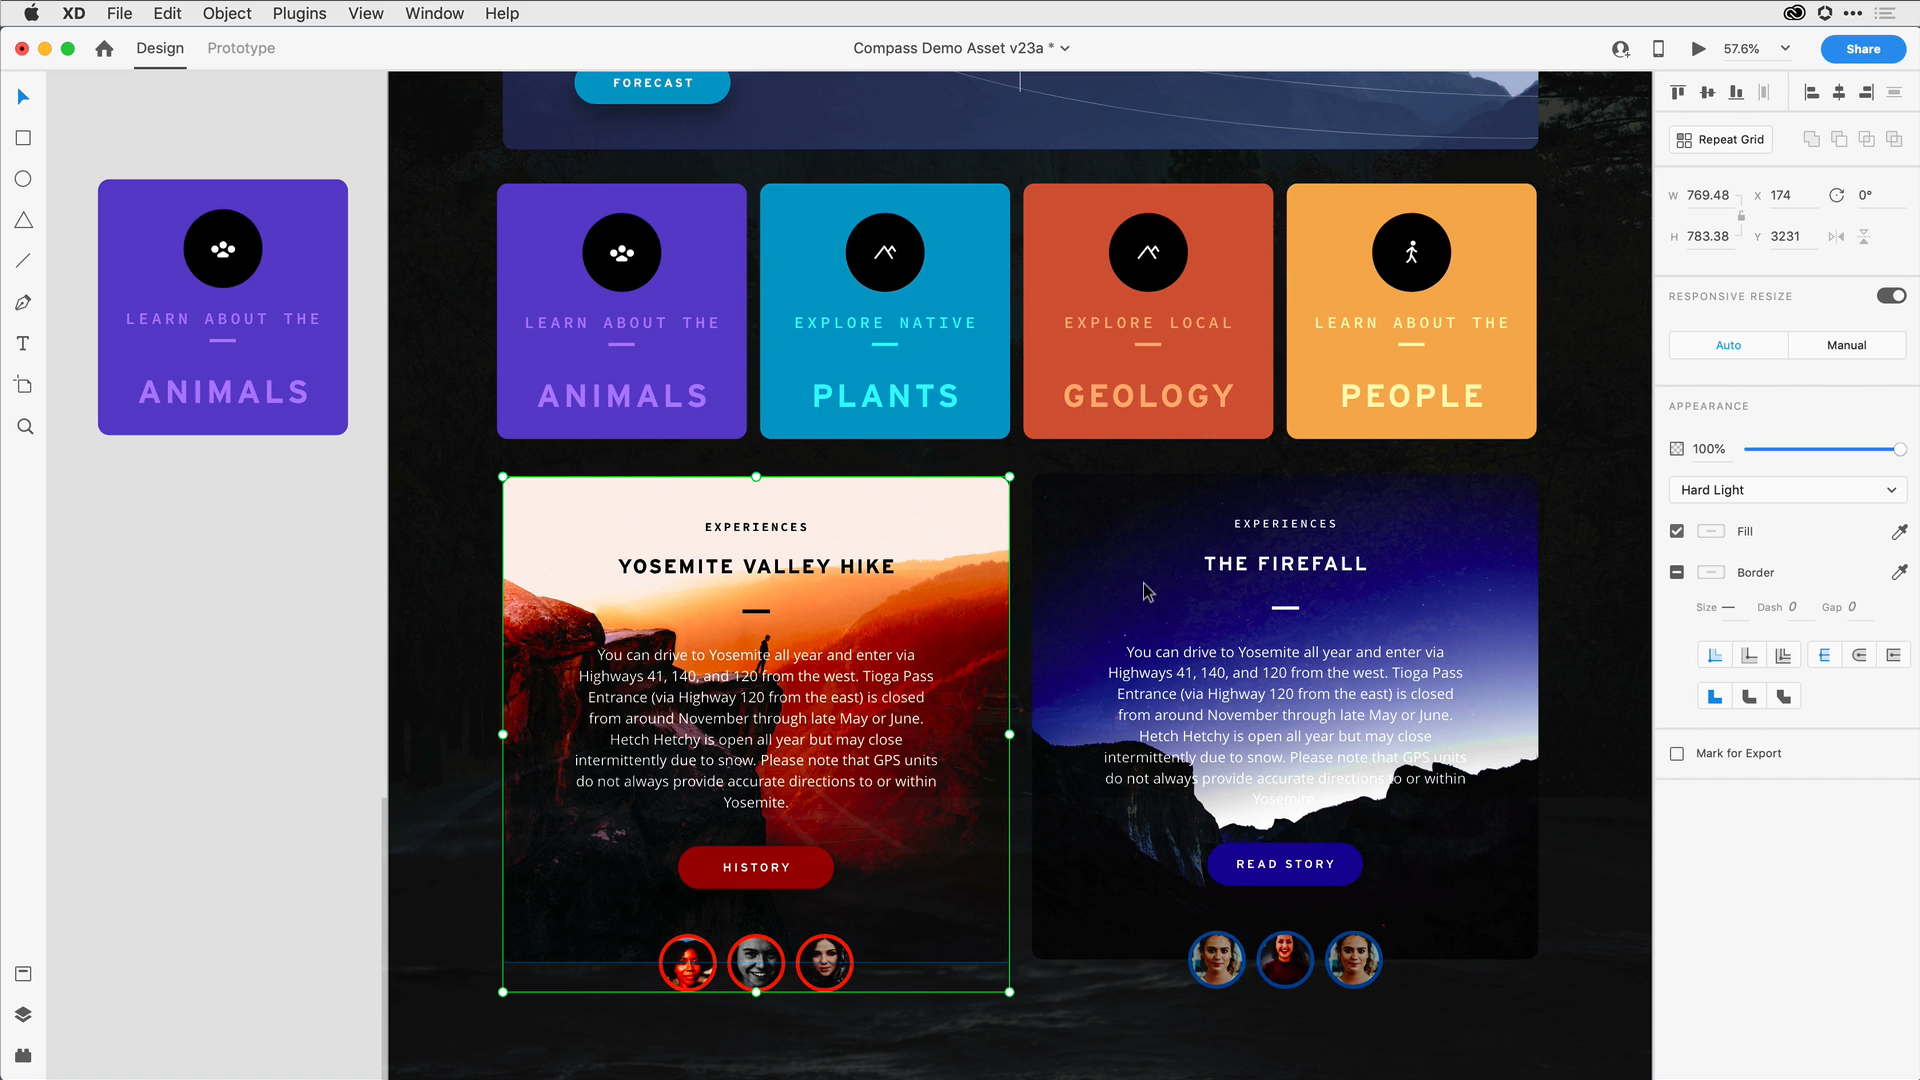 XD File Edit Object Plugins View Window Help
Design Prototype
Compass Demo Asset v23a *
57.6%
Share
FORECAST
Repeat Grid
W 769.48 X 174 0°
H 783.38 Y 3231
LEARN ABOUT THE
ANIMALS
LEARN ABOUT THE
ANIMALS
EXPLORE NATIVE
PLANTS
EXPLORE LOCAL
GEOLOGY
LEARN ABOUT THE
PEOPLE
RESPONSIVE RESIZE
Auto Manual
APPEARANCE
100%
Hard Light
Fill
Border
Size — Dash 0 Gap 0
Mark for Export
EXPERIENCES
YOSEMITE VALLEY HIKE
You can drive to Yosemite all year and enter via
Highways 41, 140, and 120 from the west. Tioga Pass
Entrance (via Highway 120 from the east) is closed
from around November through late May or June.
Hetch Hetchy is open all year but may close
intermittently due to snow. Please note that GPS units
do not always provide accurate directions to or within
Yosemite.
HISTORY
EXPERIENCES
THE FIREFALL
You can drive to Yosemite all year and enter via
Highways 41, 140, and 120 from the west. Tioga Pass
Entrance (via Highway 120 from the east) is closed
from around November through late May or June.
Hetch Hetchy is open all year but may close
intermittently due to snow. Please note that GPS units
do not always provide accurate directions to or within
Yosemite.
READ STORY